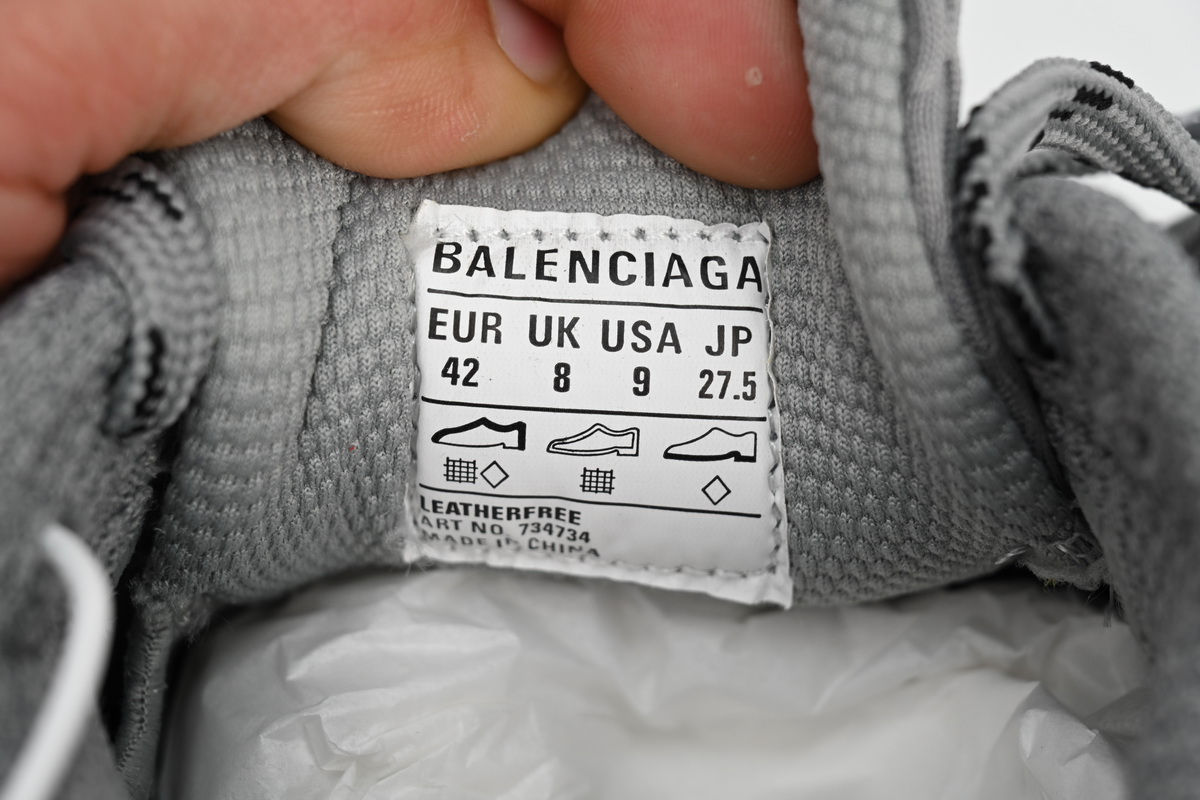 BALENCIAGA
EUR UK USA JP
42 8 9 27.5
LEATHERFREE
ART NO. 734734
MADE IN CHINA